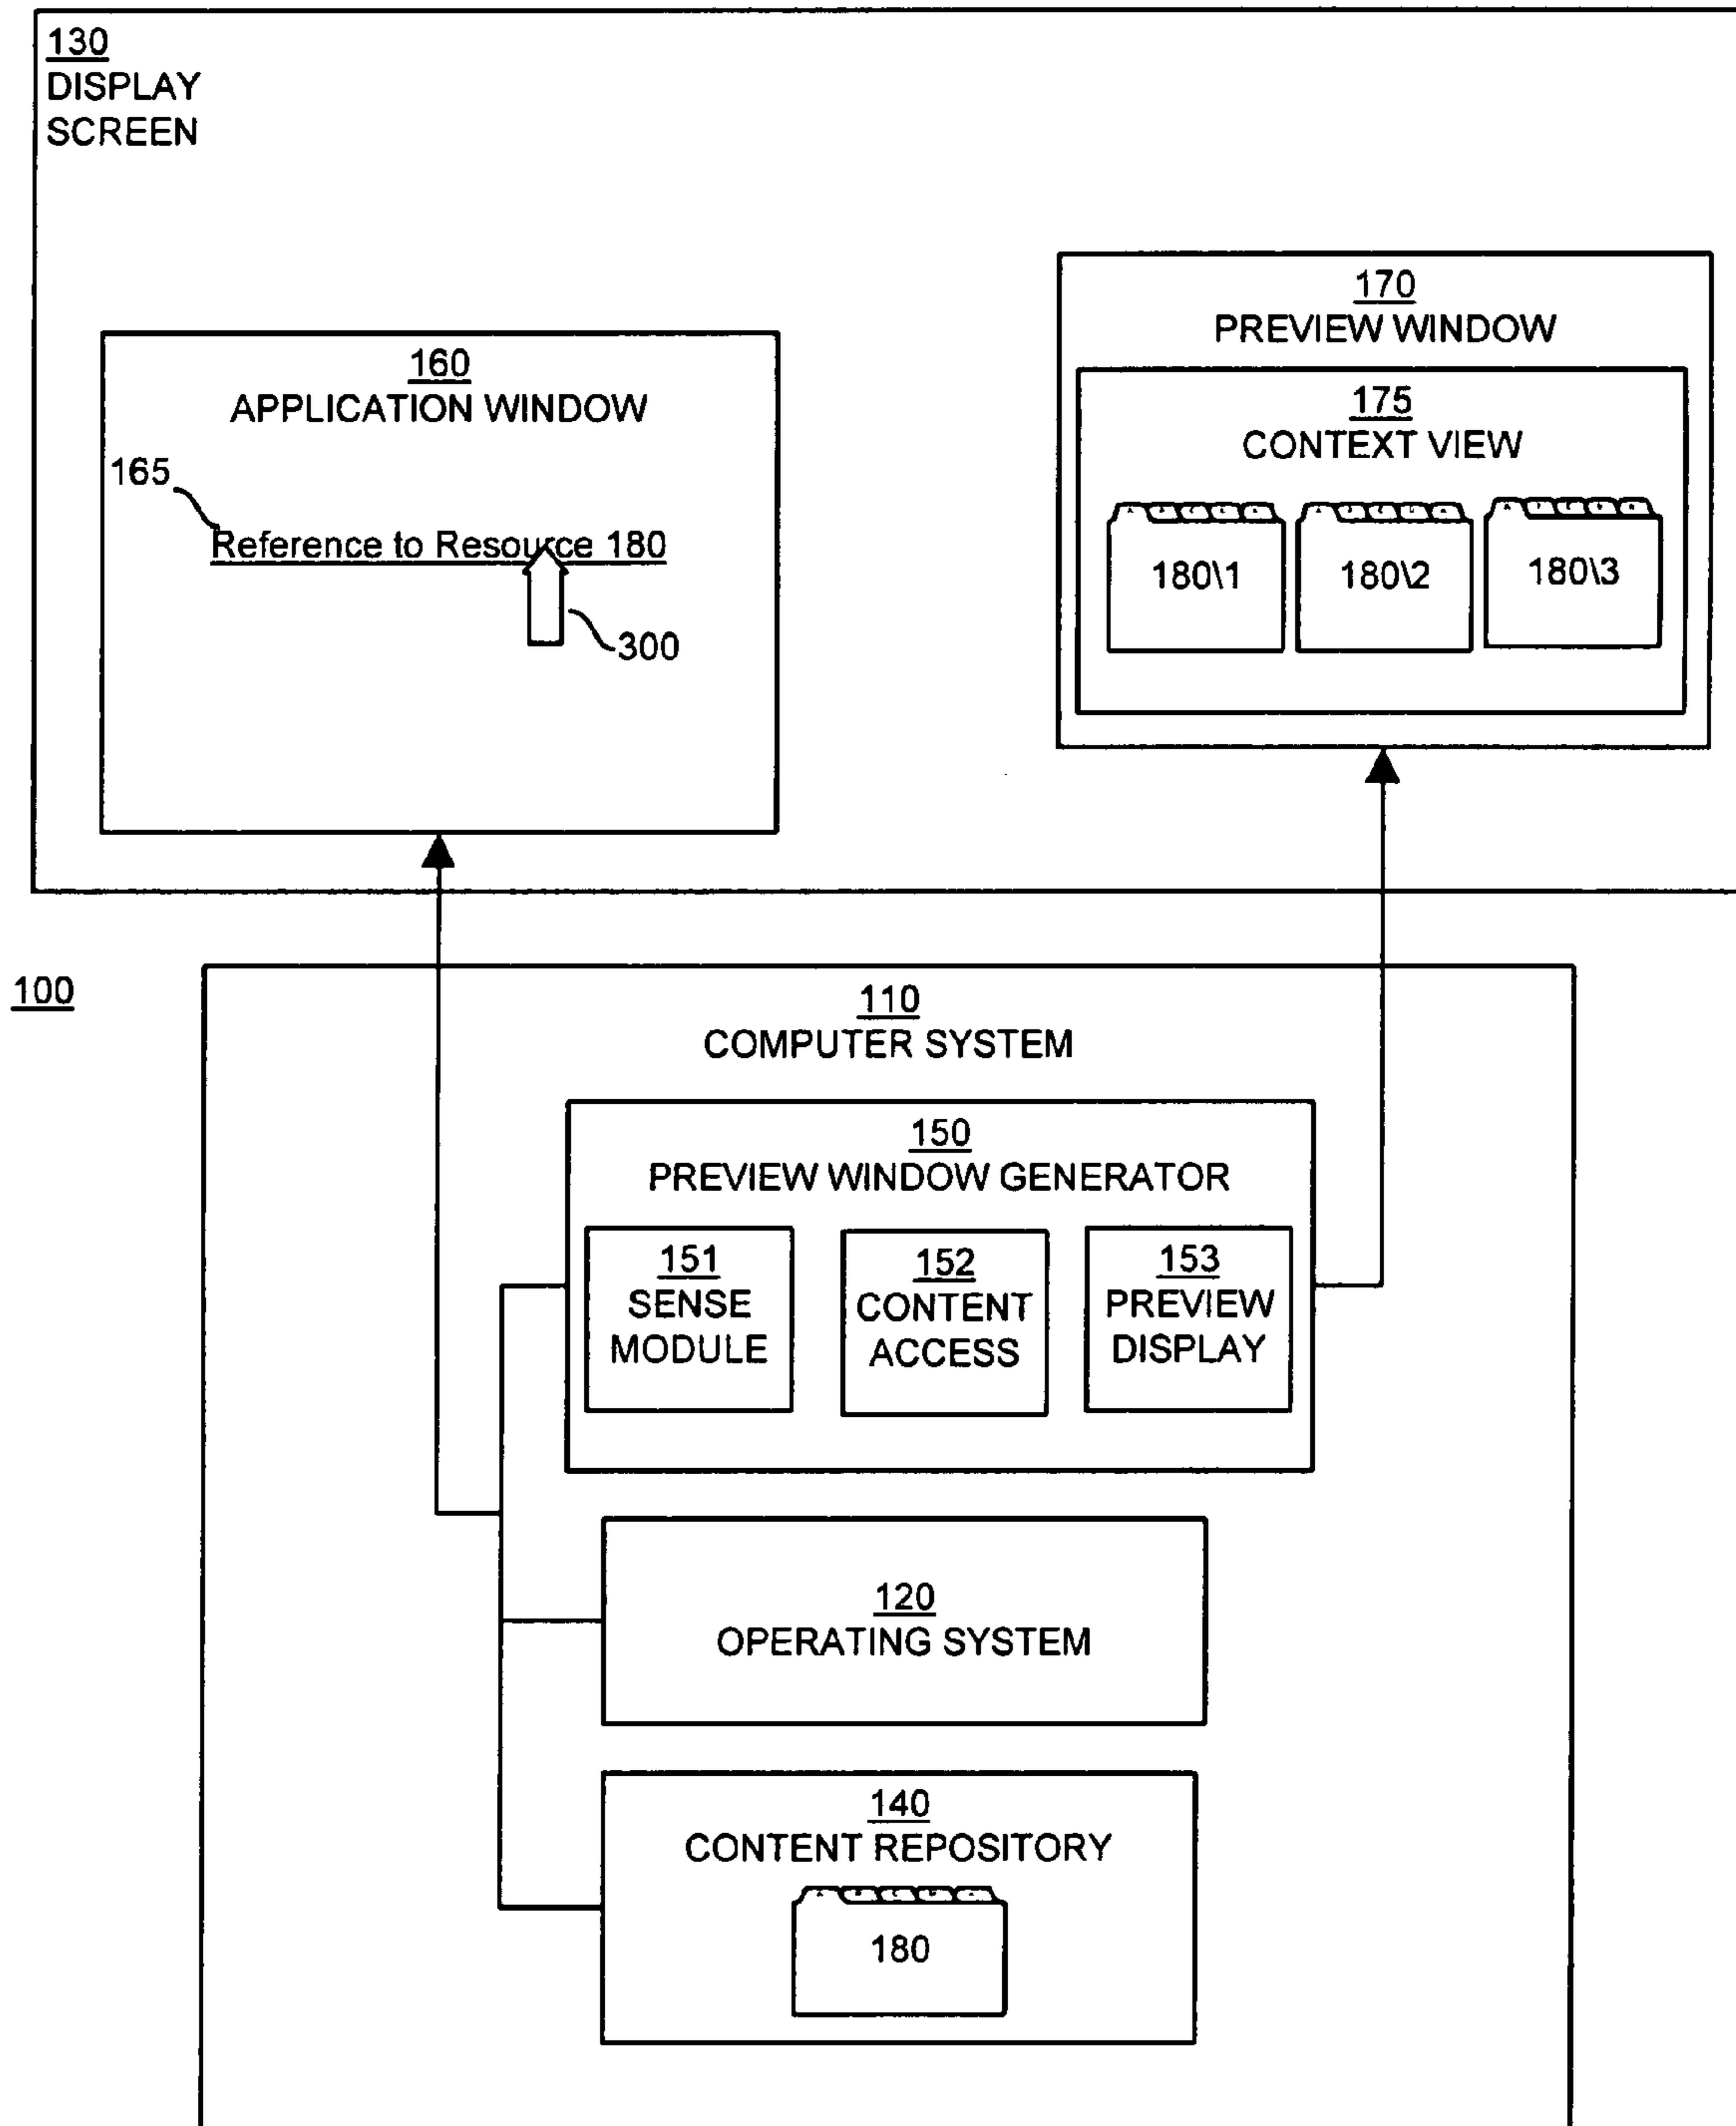 130
DISPLAY
SCREEN
160
APPLICATION WINDOW
165
Reference to Resource 180
300
170
PREVIEW WINDOW
175
CONTEXT VIEW
180\1
180\2
180\3
100
110
COMPUTER SYSTEM
150
PREVIEW WINDOW GENERATOR
151
SENSE
MODULE
152
CONTENT
ACCESS
153
PREVIEW
DISPLAY
120
OPERATING SYSTEM
140
CONTENT REPOSITORY
180